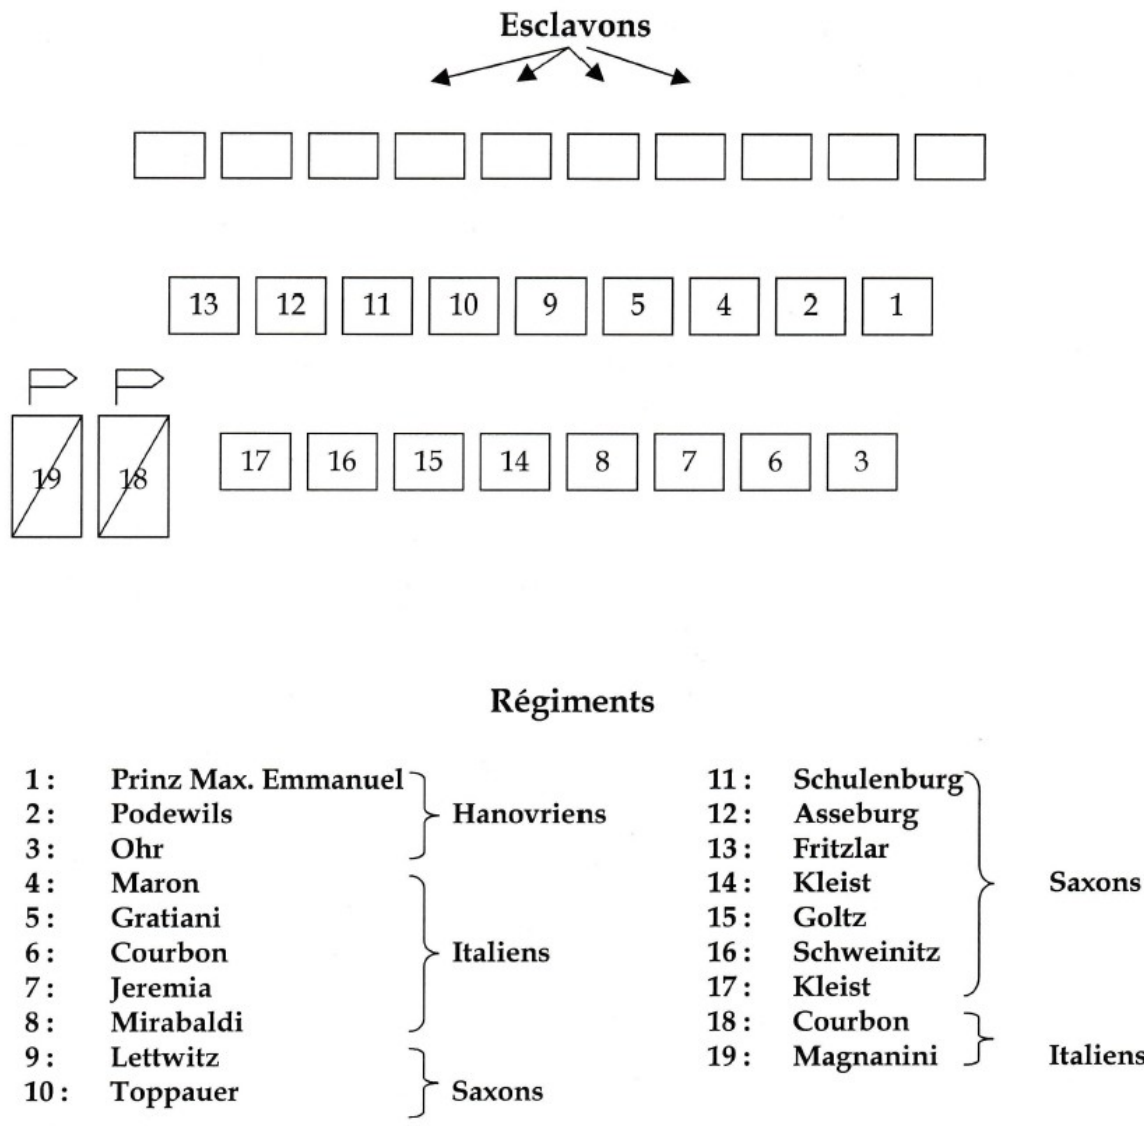 Esclavons
13 12 11 10 9 5 4 2 1
19 18 17 16 15 14 8 7 6 3
Régiments
1 : Prinz Max. Emmanuel
2 : Podewils
3 : Ohr
Hanovriens
4 : Maron
5 : Gratiani
6 : Courbon
7 : Jeremia
8 : Mirabaldi
Italiens
9 : Lettwitz
10 : Toppauer
Saxons
11 : Schulenburg
12 : Asseburg
13 : Fritzlar
14 : Kleist
15 : Goltz
16 : Schweinitz
17 : Kleist
Saxons
18 : Courbon
19 : Magnanini
Italiens